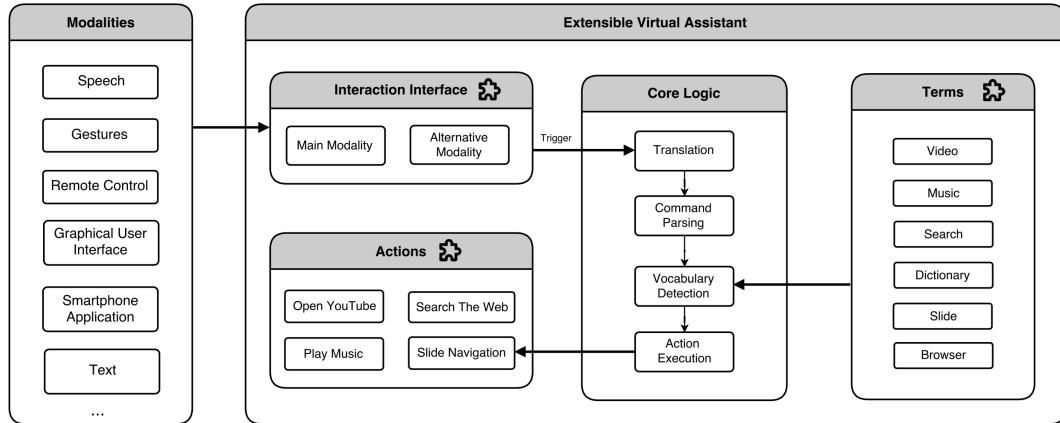 Modalities
Speech
Gestures
Remote Control
Graphical User
Interface
Smartphone
Application
Text
...
Extensible Virtual Assistant
Interaction Interface
Main Modality
Alternative
Modality
Trigger
Actions
Open YouTube
Search The Web
Play Music
Slide Navigation
Core Logic
Translation
Command
Parsing
Vocabulary
Detection
Action
Execution
Terms
Video
Music
Search
Dictionary
Slide
Browser